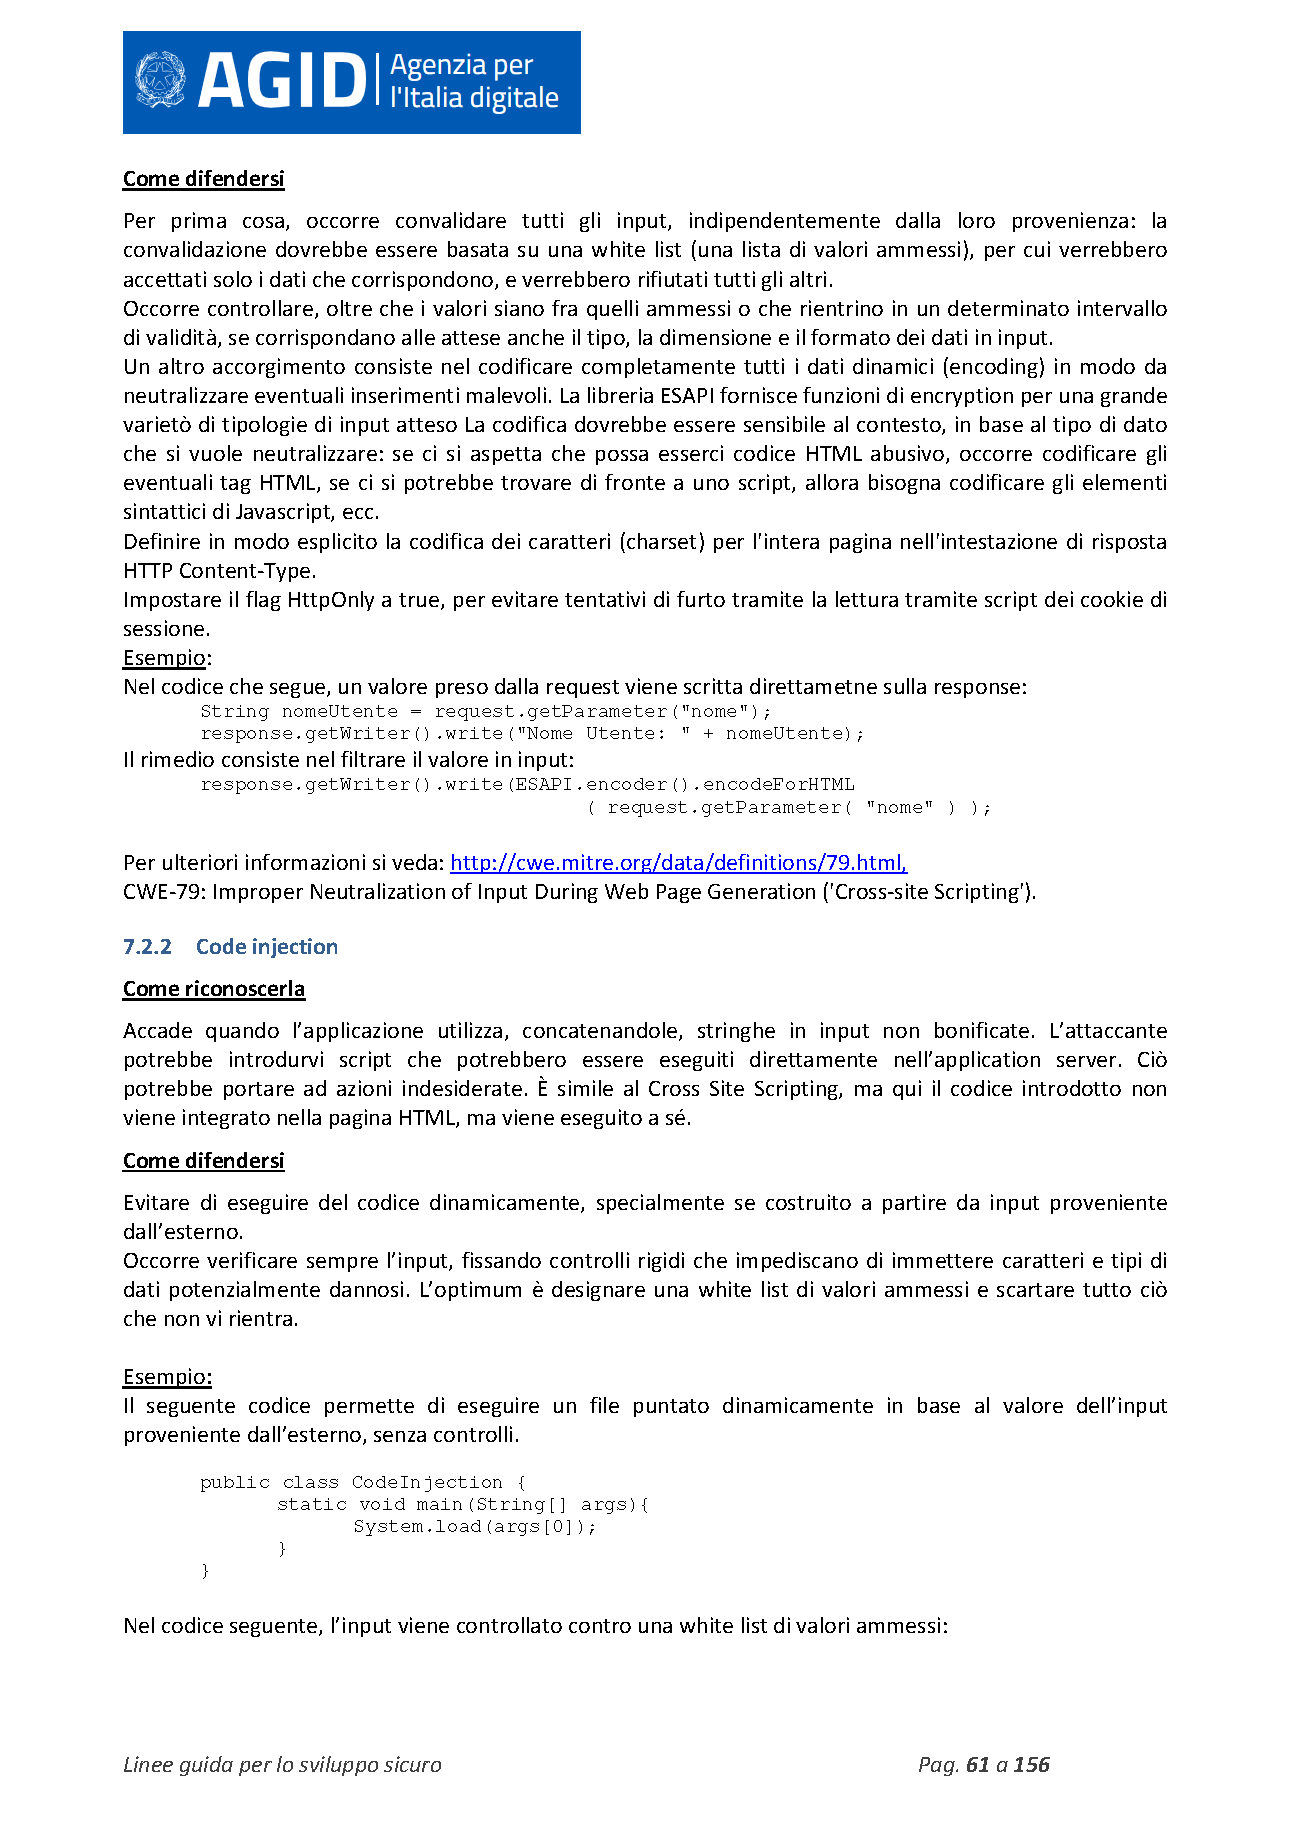 AGID Agenzia per
l'Italia digitale
Come difendersi
Per prima cosa, occorre convalidare tutti gli input, indipendentemente dalla loro provenienza: la
convalidazione dovrebbe essere basata su una white list (una lista di valori ammessi), per cui verrebbero
accettati solo i dati che corrispondono, e verrebbero rifiutati tutti gli altri.
Occorre controllare, oltre che i valori siano fra quelli ammessi o che rientrino in un determinato intervallo
di validità, se corrispondano alle attese anche il tipo, la dimensione e il formato dei dati in input.
Un altro accorgimento consiste nel codificare completamente tutti i dati dinamici (encoding) in modo da
neutralizzare eventuali inserimenti malevoli. La libreria ESAPI fornisce funzioni di encryption per una grande
varietò di tipologie di input atteso La codifica dovrebbe essere sensibile al contesto, in base al tipo di dato
che si vuole neutralizzare: se ci si aspetta che possa esserci codice HTML abusivo, occorre codificare gli
eventuali tag HTML, se ci si potrebbe trovare di fronte a uno script, allora bisogna codificare gli elementi
sintattici di Javascript, ecc.
Definire in modo esplicito la codifica dei caratteri (charset) per l'intera pagina nell'intestazione di risposta
HTTP Content-Type.
Impostare il flag HttpOnly a true, per evitare tentativi di furto tramite la lettura tramite script dei cookie di
sessione.
Esempio:
Nel codice che segue, un valore preso dalla request viene scritta direttametne sulla response:
String nomeUtente = request.getParameter("nome");
response.getWriter().write("Nome Utente: " + nomeUtente);
Il rimedio consiste nel filtrare il valore in input:
response.getWriter().write(ESAPI.encoder().encodeForHTML
( request.getParameter( "nome" ) );
Per ulteriori informazioni si veda: http://cwe.mitre.org/data/definitions/79.html,
CWE-79: Improper Neutralization of Input During Web Page Generation ('Cross-site Scripting').
7.2.2 Code injection
Come riconoscerla
Accade quando l’applicazione utilizza, concatenandole, stringhe in input non bonificate. L’attaccante
potrebbe introdurvi script che potrebbero essere eseguiti direttamente nell’application server. Ciò
potrebbe portare ad azioni indesiderate. È simile al Cross Site Scripting, ma qui il codice introdotto non
viene integrato nella pagina HTML, ma viene eseguito a sé.
Come difendersi
Evitare di eseguire del codice dinamicamente, specialmente se costruito a partire da input proveniente
dall’esterno.
Occorre verificare sempre l’input, fissando controlli rigidi che impediscano di immettere caratteri e tipi di
dati potenzialmente dannosi. L’optimum è designare una white list di valori ammessi e scartare tutto ciò
che non vi rientra.
Esempio:
Il seguente codice permette di eseguire un file puntato dinamicamente in base al valore dell’input
proveniente dall’esterno, senza controlli.
public class CodeInjection {
static void main(String[] args){
System.load(args[0]);
}
}
Nel codice seguente, l’input viene controllato contro una white list di valori ammessi:
Linee guida per lo sviluppo sicuro Pag. 61 a 156